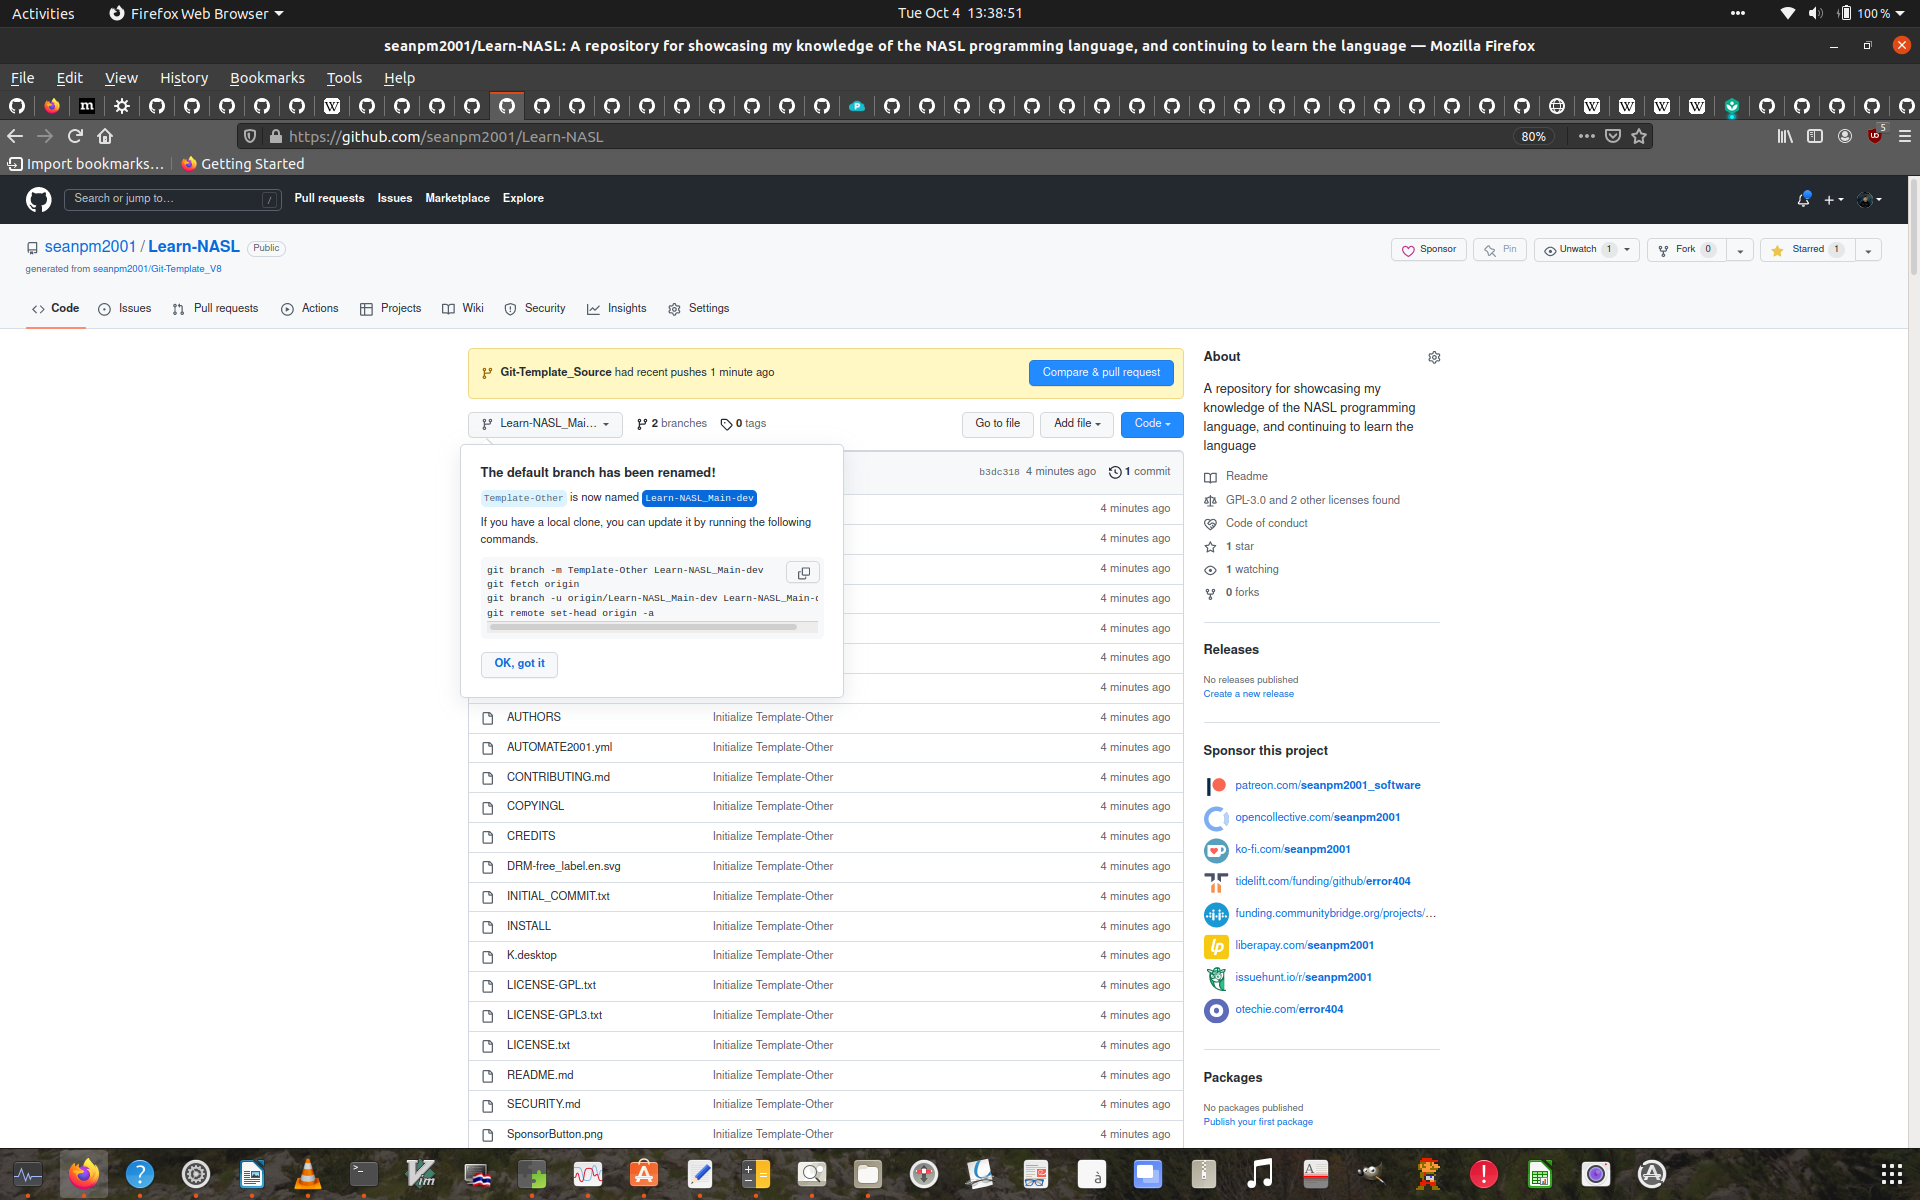 Activities
Firefox Web Browser
Tue Oct 4  13:38:51
100 %
seanpm2001/Learn-NASL: A repository for showcasing my knowledge of the NASL programming language, and continuing to learn the language — Mozilla Firefox
File Edit View History Bookmarks Tools Help
https://github.com/seanpm2001/Learn-NASL
80%
5
Import bookmarks…
Getting Started
Search or jump to…
/
Pull requests Issues Marketplace Explore
seanpm2001 / Learn-NASL Public
generated from seanpm2001/Git-Template_V8
Sponsor
Pin
Unwatch 1
Fork 0
Starred 1
Code
Issues
Pull requests
Actions
Projects
Wiki
Security
Insights
Settings
Git-Template_Source had recent pushes 1 minute ago
Compare & pull request
Learn-NASL_Mai…
2 branches
0 tags
Go to file
Add file
Code
The default branch has been renamed!
Template-Other is now named Learn-NASL_Main-dev
If you have a local clone, you can update it by running the following
commands.
git branch -m Template-Other Learn-NASL_Main-dev
git fetch origin
git branch -u origin/Learn-NASL_Main-dev Learn-NASL_Main-
git remote set-head origin -a
OK, got it
b3dc318 4 minutes ago 1 commit
4 minutes ago
4 minutes ago
4 minutes ago
4 minutes ago
4 minutes ago
4 minutes ago
4 minutes ago
AUTHORS Initialize Template-Other 4 minutes ago
AUTOMATE2001.yml Initialize Template-Other 4 minutes ago
CONTRIBUTING.md Initialize Template-Other 4 minutes ago
COPYINGL Initialize Template-Other 4 minutes ago
CREDITS Initialize Template-Other 4 minutes ago
DRM-free_label.en.svg Initialize Template-Other 4 minutes ago
INITIAL_COMMIT.txt Initialize Template-Other 4 minutes ago
INSTALL Initialize Template-Other 4 minutes ago
K.desktop Initialize Template-Other 4 minutes ago
LICENSE-GPL.txt Initialize Template-Other 4 minutes ago
LICENSE-GPL3.txt Initialize Template-Other 4 minutes ago
LICENSE.txt Initialize Template-Other 4 minutes ago
README.md Initialize Template-Other 4 minutes ago
SECURITY.md Initialize Template-Other 4 minutes ago
SponsorButton.png Initialize Template-Other 4 minutes ago
About
A repository for showcasing my
knowledge of the NASL programming
language, and continuing to learn the
language
Readme
GPL-3.0 and 2 other licenses found
Code of conduct
1 star
1 watching
0 forks
Releases
No releases published
Create a new release
Sponsor this project
patreon.com/seanpm2001_software
opencollective.com/seanpm2001
ko-fi.com/seanpm2001
tidelift.com/funding/github/error404
funding.communitybridge.org/projects/…
liberapay.com/seanpm2001
issuehunt.io/r/seanpm2001
otechie.com/error404
Packages
No packages published
Publish your first package